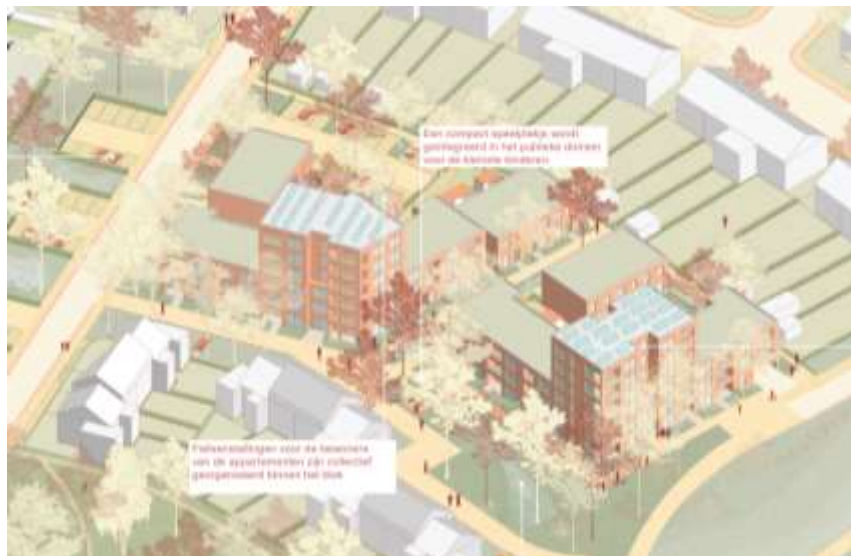 Een compact speelplekje wordt
geïntegreerd in het publieke domein
voor de kleinste kinderen
Fietsenstallingen voor de bewoners
van de appartementen zijn collectief
georganiseerd binnen het blok